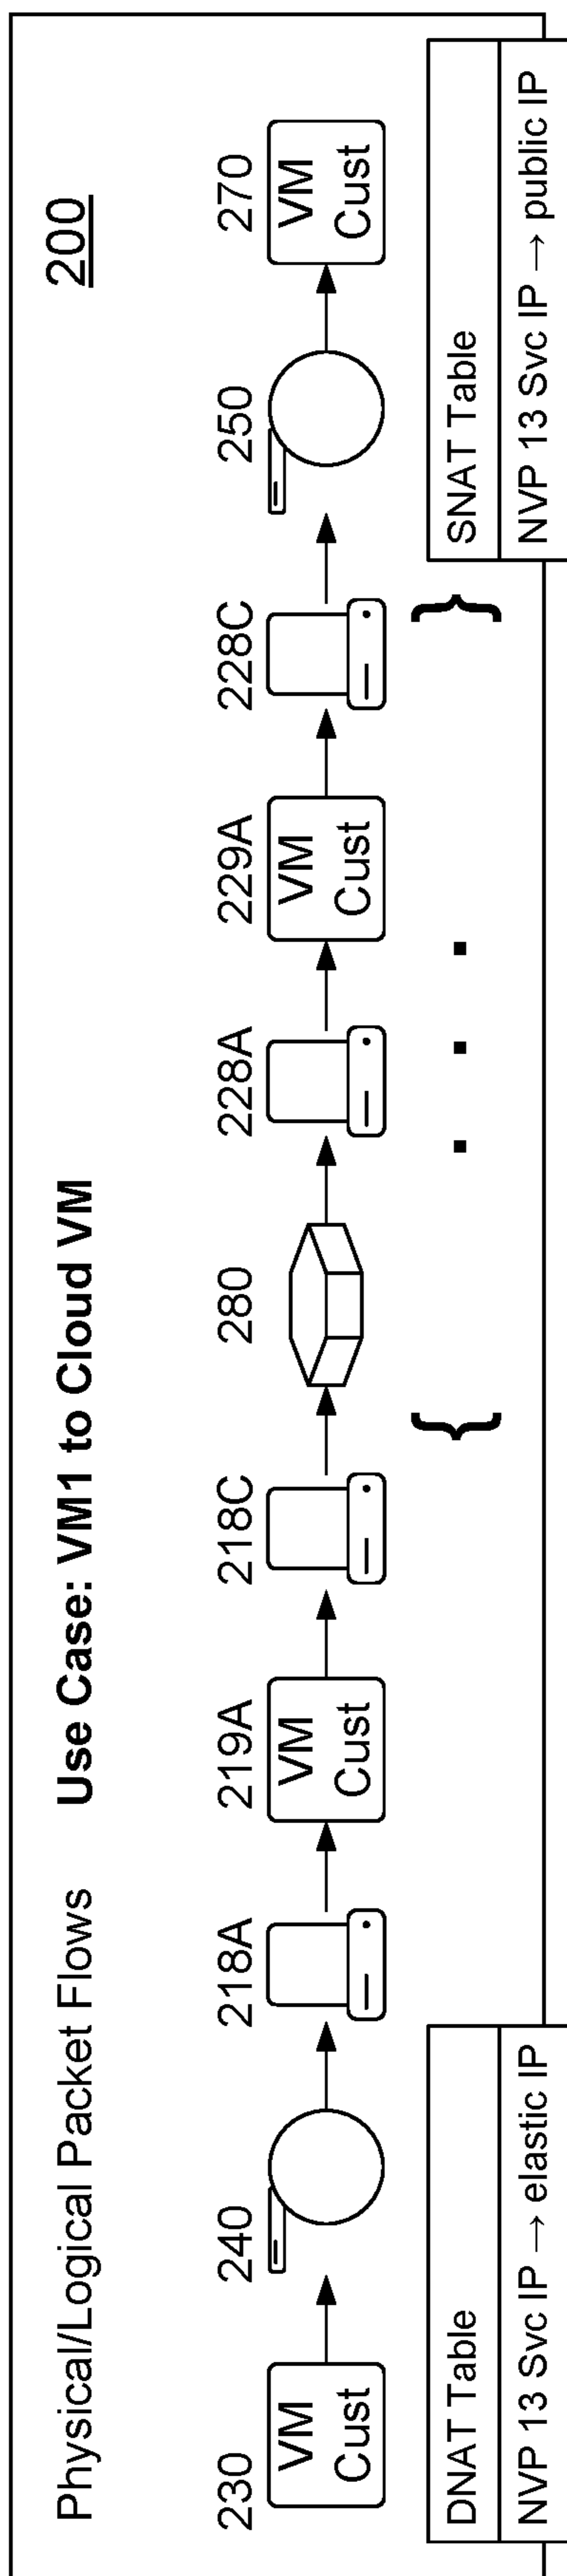 200
Physical/Logical Packet Flows Use Case: VM1 to Cloud VM
230
240
218A
219A
218C
280
228A
229A
228C
250
270
VM
Cust
VM
Cust
VM
Cust
VM
Cust
{
}
DNAT Table
NVP 13 Svc IP → elastic IP
SNAT Table
NVP 13 Svc IP → public IP